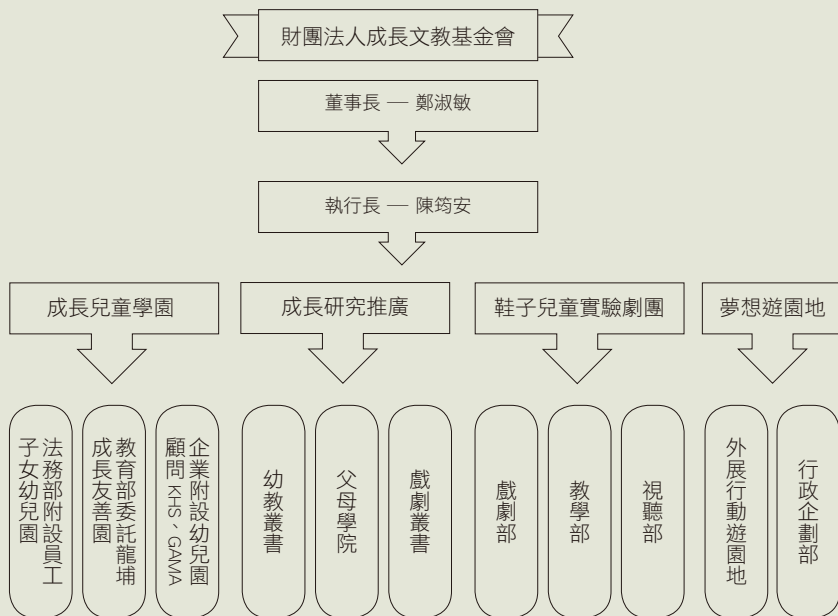 財團法人成長文教基金會
董事長 — 鄭淑敏
執行長 — 陳筠安
成長兒童學園
成長研究推廣
鞋子兒童實驗劇團
夢想遊園地
法務部附設員工
子女幼兒園
教育部委託龍埔
成長友善園
企業附設幼兒園
顧問 KHS、GAMA
幼教叢書
父母學院
戲劇叢書
戲劇部
教學部
視聽部
外展行動遊園地
行政企劃部